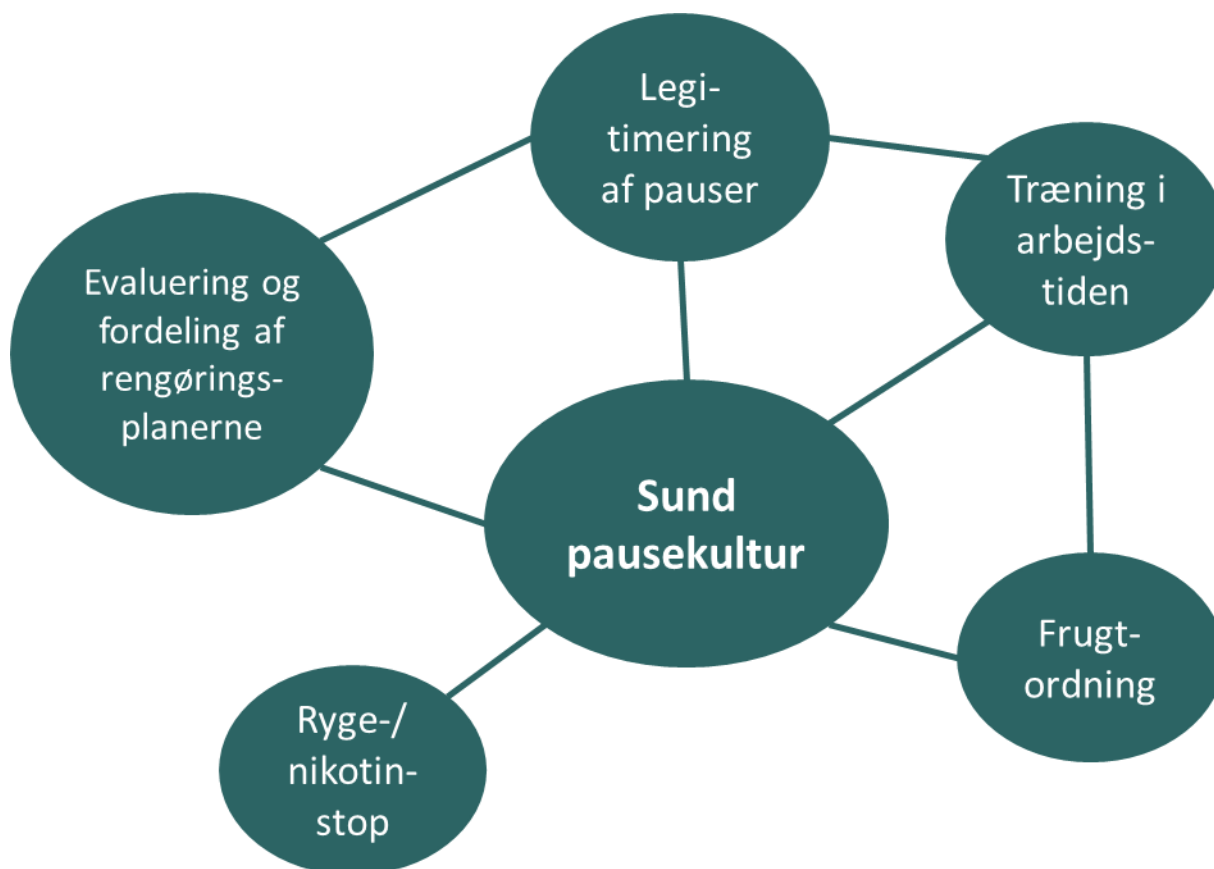 Legi-
timering
af pauser
Træning i
arbejds-
tiden
Evaluering og
fordeling af
rengørings-
planerne
Sund
pausekultur
Frugt-
ordning
Ryge-/
nikotin-
stop